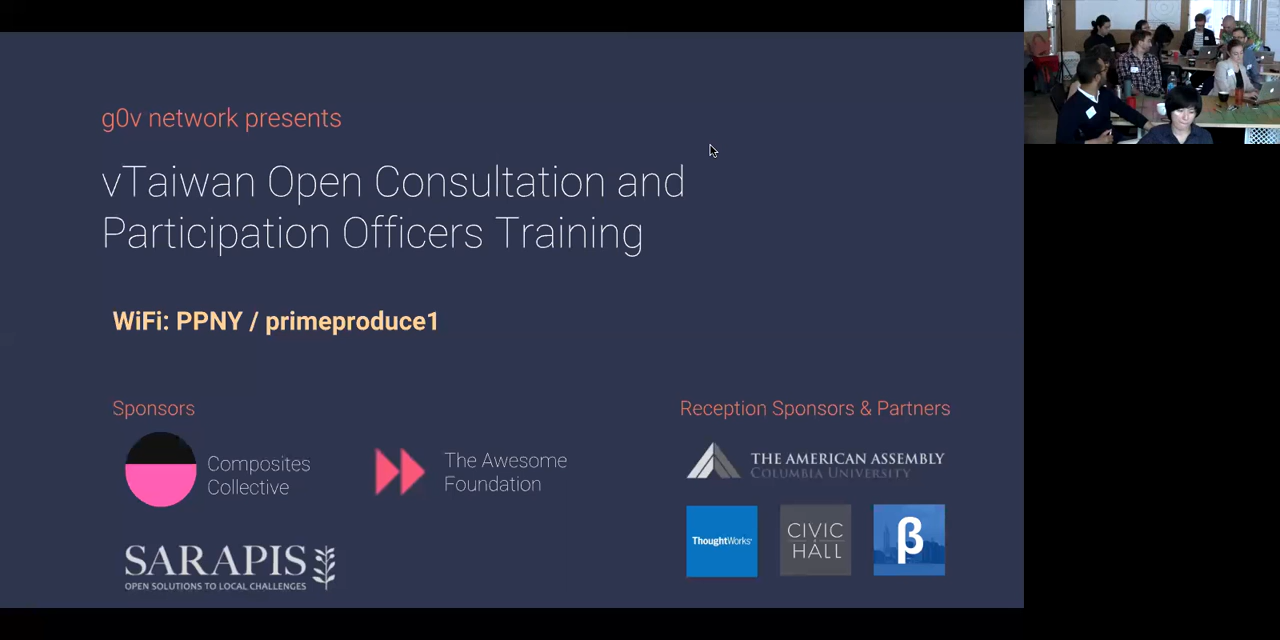 g0v network presents
vTaiwan Open Consultation and
Participation Officers Training
WiFi: PPNY / primeproduce1
Sponsors
Reception Sponsors & Partners
Composites
Collective
The Awesome
Foundation
SARAPIS
OPEN SOLUTIONS TO LOCAL CHALLENGES
THE AMERICAN ASSEMBLY
COLUMBIA UNIVERSITY
ThoughtWorks®
CIVIC
HALL
β